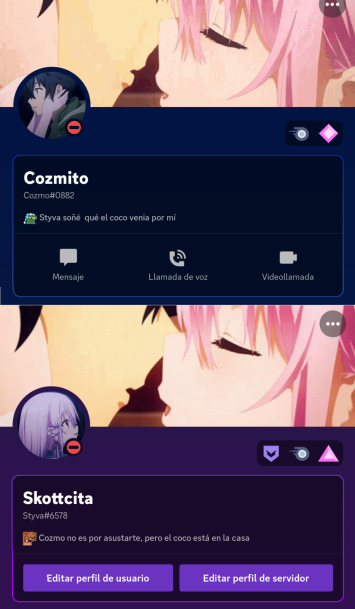 Cozmito
Cozmo#0882
Styva soñé qué el coco venia por mí
Mensaje
Llamada de voz
Videollamada
Skottcita
Styva#6578
Cozmo no es por asustarte, pero el coco está en la casa
Editar perfil de usuario
Editar perfil de servidor